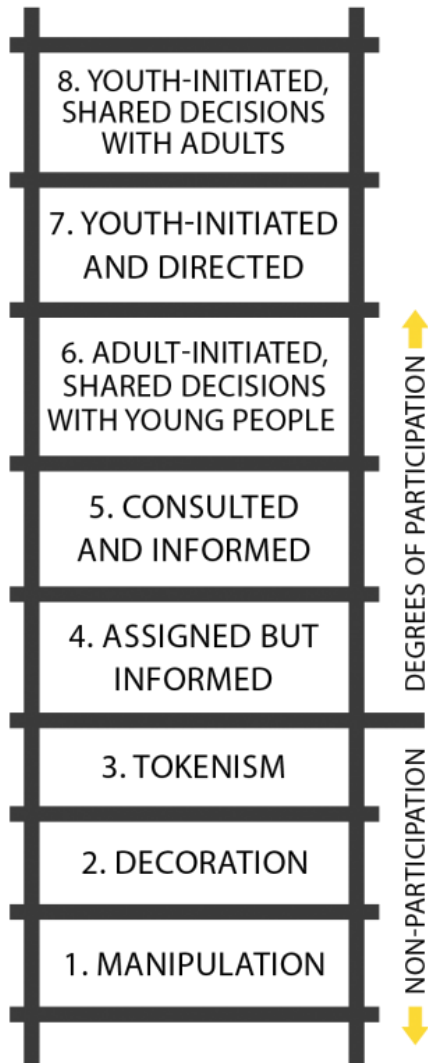 8. YOUTH-INITIATED,
SHARED DECISIONS
WITH ADULTS
7. YOUTH-INITIATED
AND DIRECTED
6. ADULT-INITIATED,
SHARED DECISIONS
WITH YOUNG PEOPLE
5. CONSULTED
AND INFORMED
4. ASSIGNED BUT
INFORMED
3. TOKENISM
2. DECORATION
1. MANIPULATION
DEGREES OF PARTICIPATION
NON-PARTICIPATION